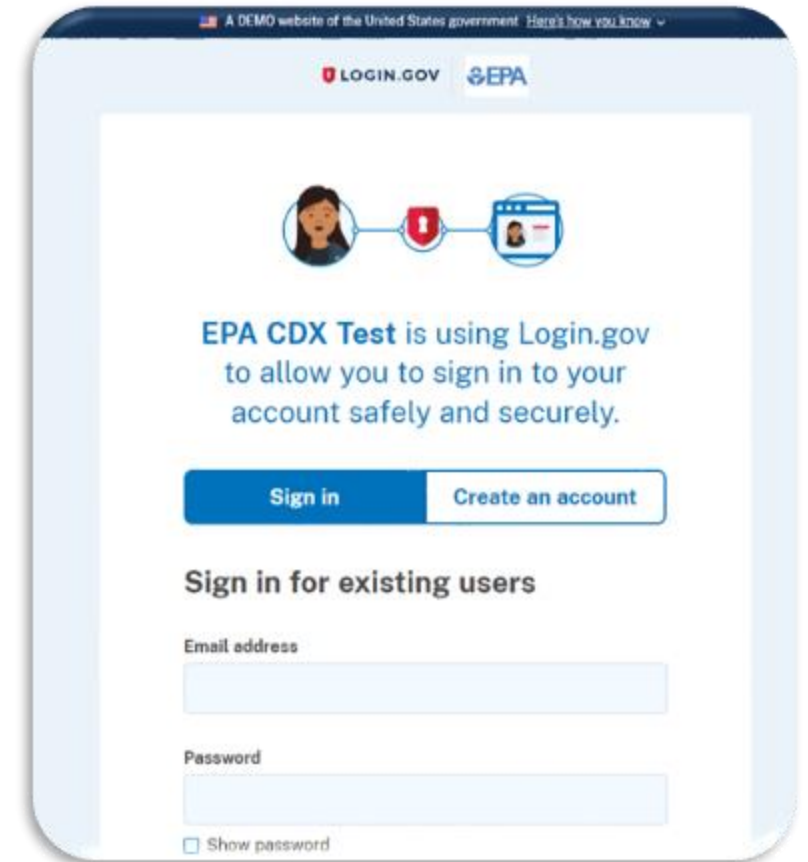 A DEMO website of the United States government Here's how you know
LOGIN.GOV EPA
EPA CDX Test is using Login.gov
to allow you to sign in to your
account safely and securely.
Sign in Create an account
Sign in for existing users
Email address
Password
Show password